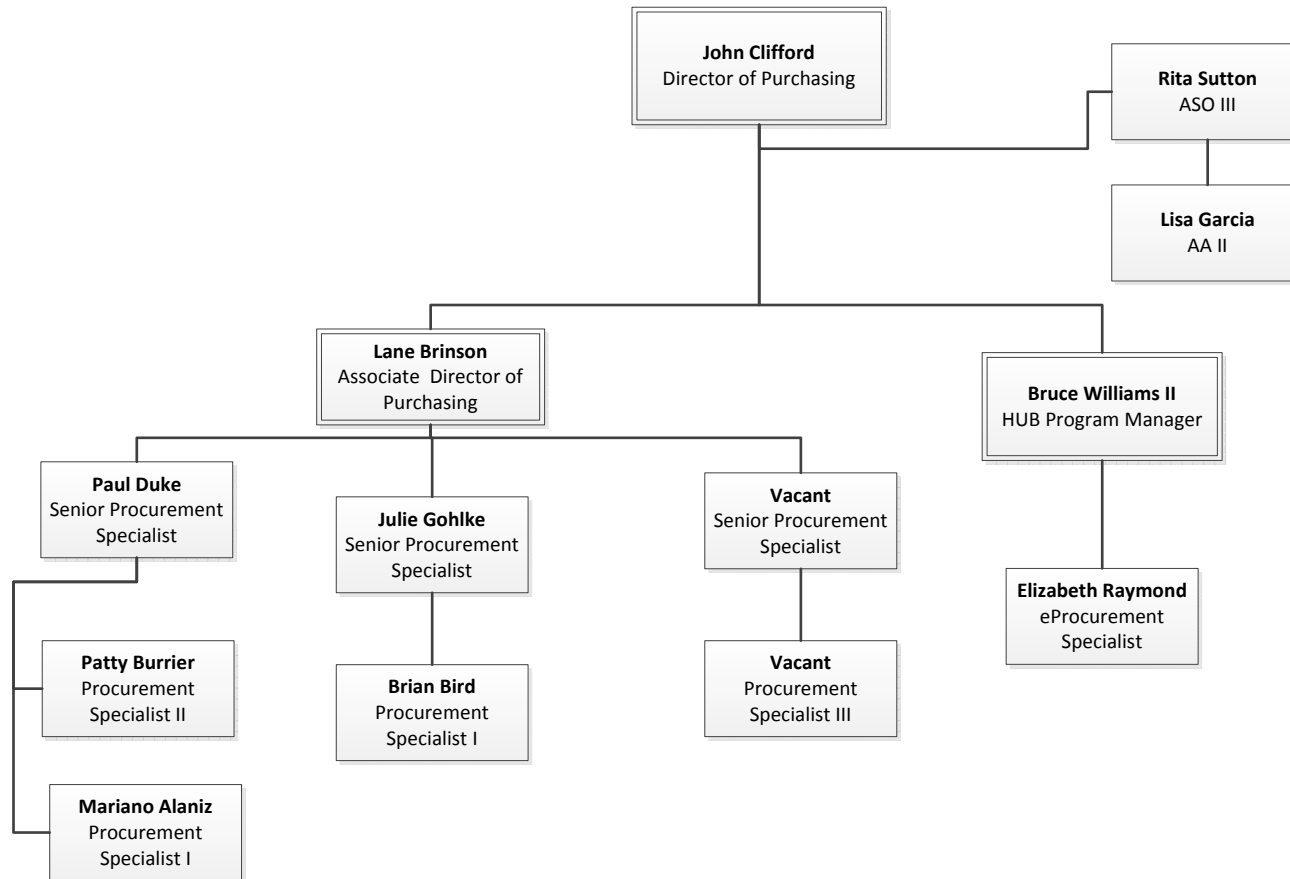 John Clifford
Director of Purchasing
Rita Sutton
ASO III
Lisa Garcia
AA II
Lane Brinson
Associate Director of
Purchasing
Bruce Williams II
HUB Program Manager
Paul Duke
Senior Procurement
Specialist
Julie Gohlke
Senior Procurement
Specialist
Vacant
Senior Procurement
Specialist
Elizabeth Raymond
eProcurement
Specialist
Patty Burrier
Procurement
Specialist II
Brian Bird
Procurement
Specialist I
Vacant
Procurement
Specialist III
Mariano Alaniz
Procurement
Specialist I